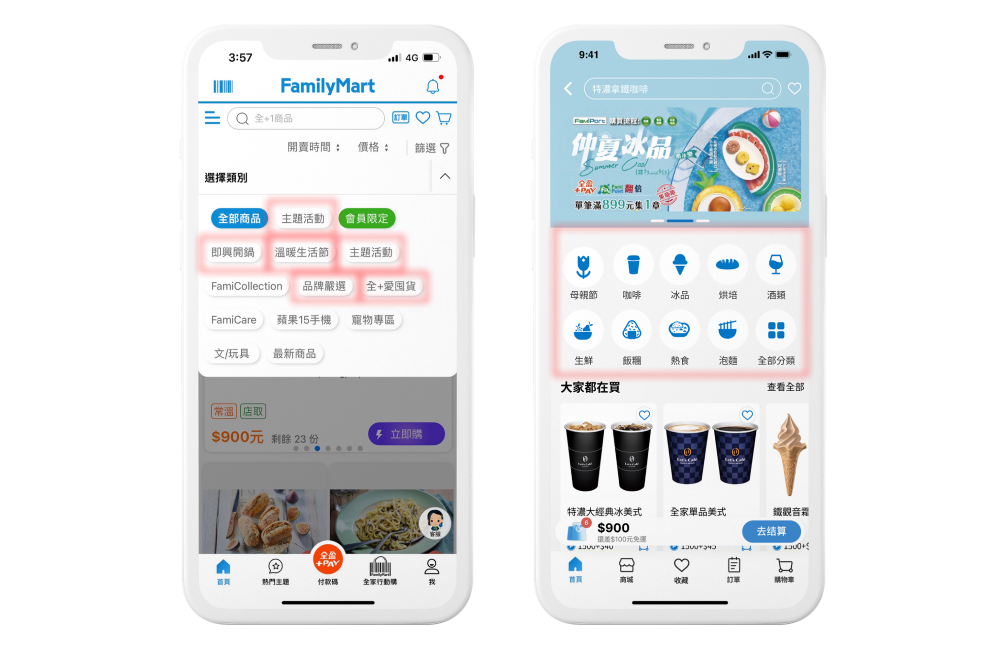 3:57
4G
FamilyMart
全+1商品
訂單
開賣時間
價格
篩選
選擇類別
全部商品
主題活動
會員限定
即興開鍋
溫暖生活節
主題活動
FamiCollection
品牌嚴選
全+愛囤貨
FamiCare
蘋果15手機
寵物專區
文/玩具
最新商品
常溫
店取
$900元
剩餘 23 份
立即購
客服
全盈
+PAY
FamilyMart
首頁
熱門主題
付款碼
全家行動購
我
9:41
特濃拿鐵咖啡
FamiPort
仲夏冰品
Summer Cool
全盈
+PAY
翻倍
單筆滿899元集1章
母親節
咖啡
冰品
烘培
酒類
生鮮
飯糰
熱食
泡麵
全部分類
大家都在買
查看全部
Let's Café
Let's Café
特濃大經典冰美式
全家單品美式
鐵觀音霜
6
$900
還差$100元免運
去結算
首頁
商城
收藏
訂單
購物車